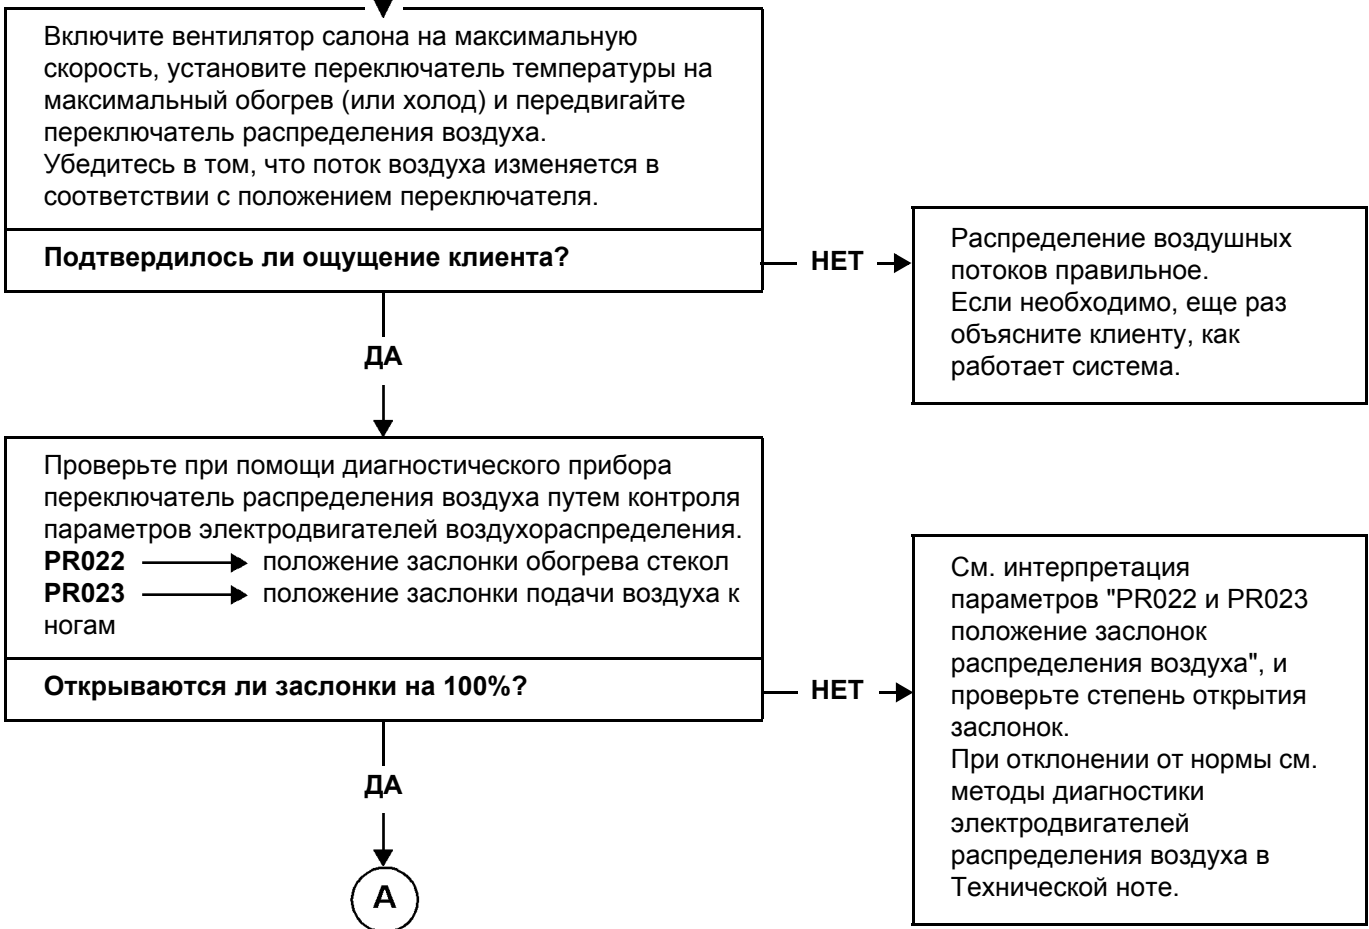 Включите вентилятор салона на максимальную
скорость, установите переключатель температуры на
максимальный обогрев (или холод) и передвигайте
переключатель распределения воздуха.
Убедитесь в том, что поток воздуха изменяется в
соответствии с положением переключателя.
Подтвердилось ли ощущение клиента?
НЕТ
Распределение воздушных
потоков правильное.
Если необходимо, еще раз
объясните клиенту, как
работает система.
ДА
Проверьте при помощи диагностического прибора
переключатель распределения воздуха путем контроля
параметров электродвигателей воздухораспределения.
PR022 положение заслонки обогрева стекол
PR023 положение заслонки подачи воздуха к
ногам
Открываются ли заслонки на 100%?
НЕТ
См. интерпретация
параметров "PR022 и PR023
положение заслонок
распределения воздуха", и
проверьте степень открытия
заслонок.
При отклонении от нормы см.
методы диагностики
электродвигателей
распределения воздуха в
Технической ноте.
ДА
А